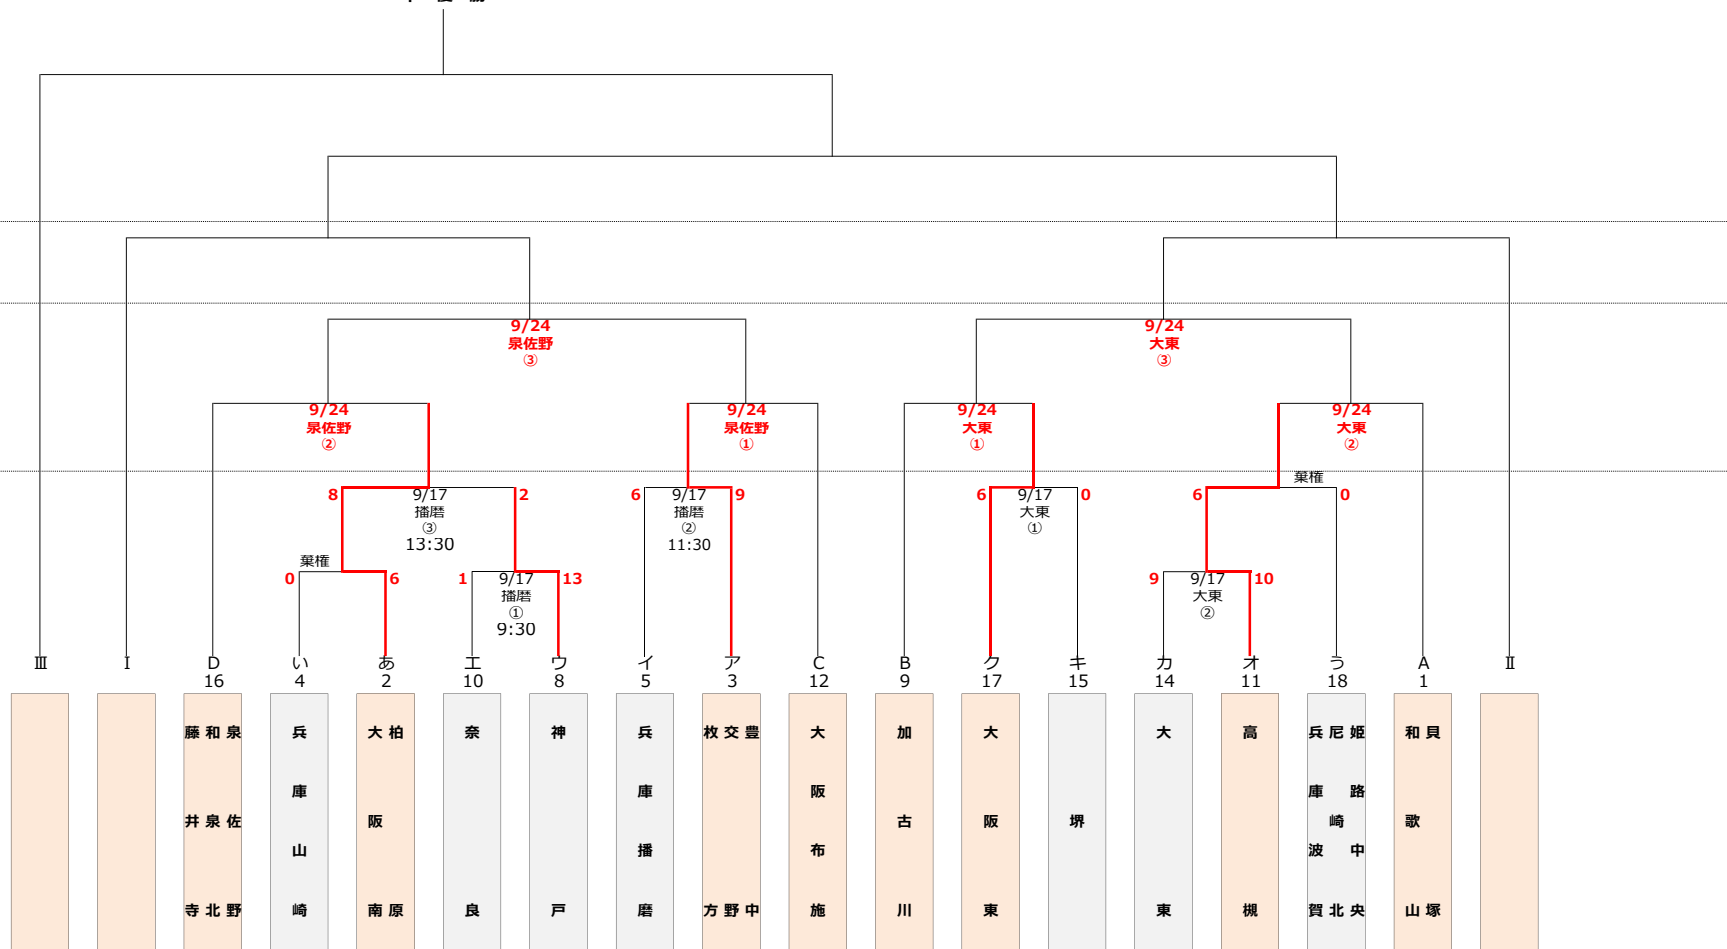 9/24 9/24
泉佐野 大東
③ ③
9/24 9/24 9/24 9/24
泉佐野 泉佐野 大東 大東
② ① ① ②
棄権
8 9/17 2 6 9/17 9 6 9/17 0 6 0
播磨 播磨 大東
③ ② ①
13:30 11:30
棄権
0 6 1 9/17 13 9 9/17 10
播磨 大東
① ②
9:30
Ⅲ Ⅰ D い あ エ ウ イ ア C B ク キ カ オ う A Ⅱ
16 4 2 10 8 5 3 12 9 17 15 14 11 18 1
藤井寺
和泉北
泉佐野
兵庫山崎
大阪南
柏原
奈良
神戸
兵庫播磨
枚方
交野
豊中
大阪布施
加古川
大阪東
堺
大東
高槻
兵庫波賀
尼崎北
姫路中央
和歌山
貝塚